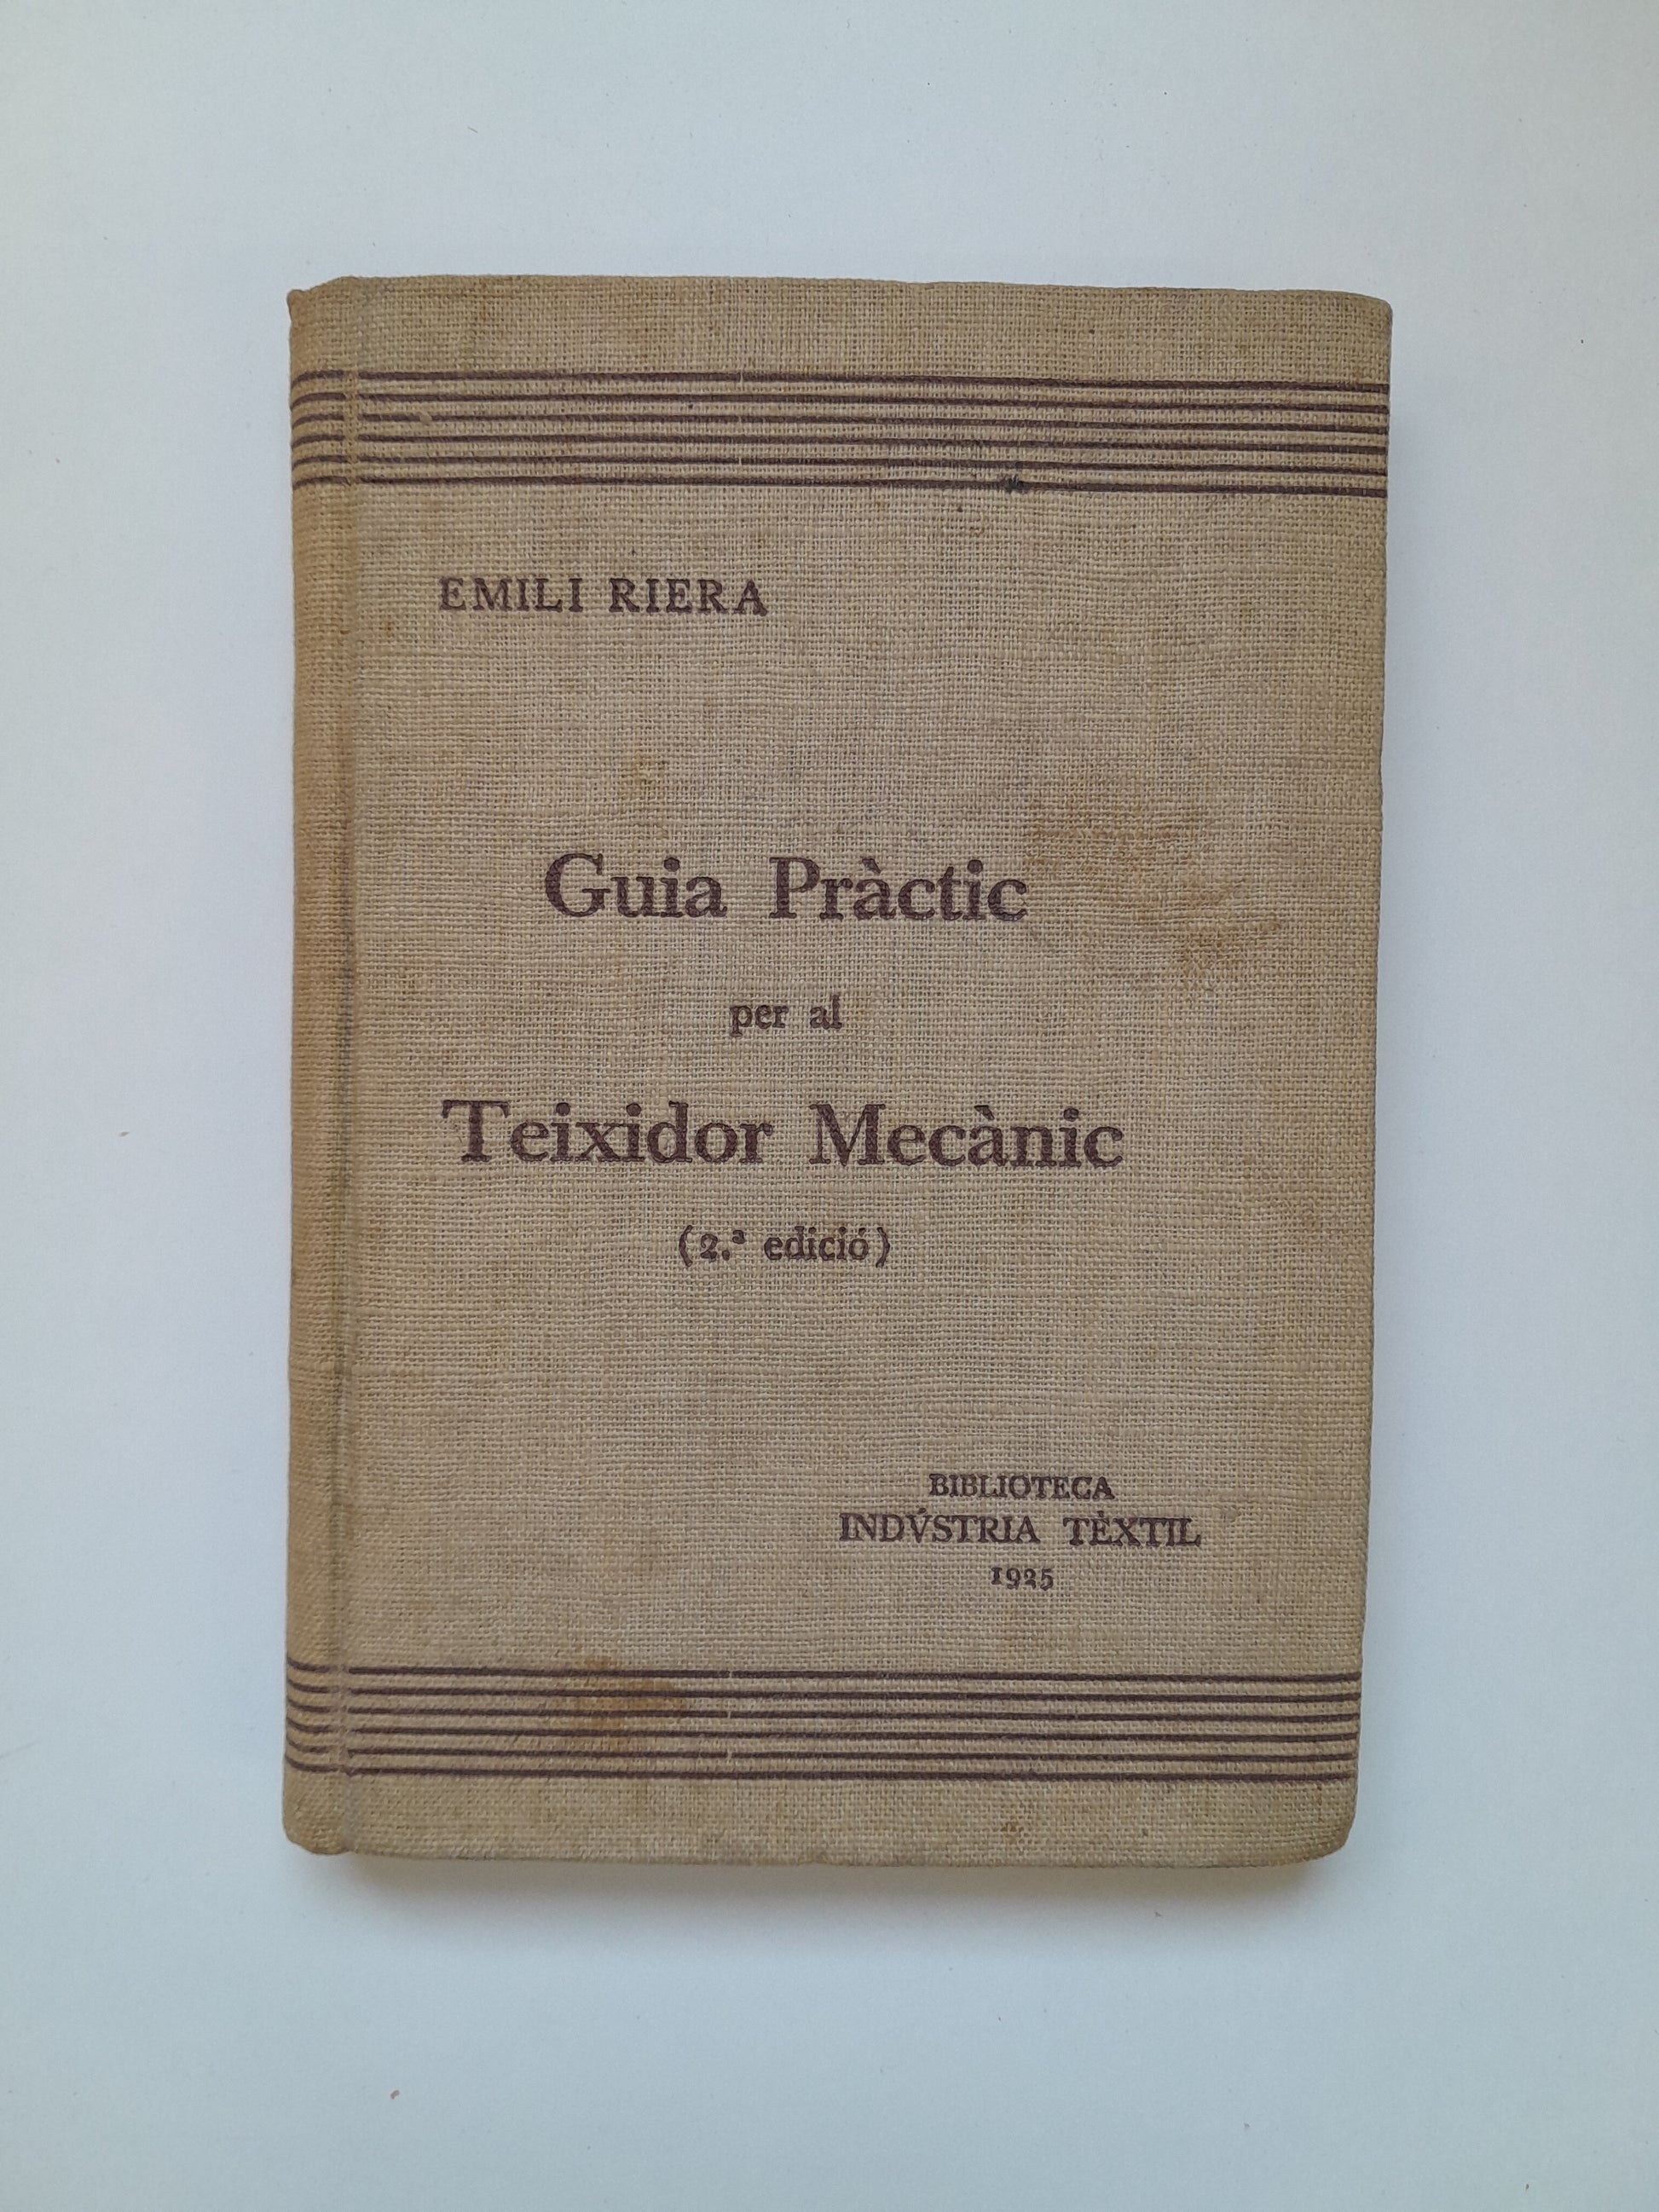 EMILI RIERA
Guia Pràctic
per al
Teixidor Mecànic
(2.ª edició)
BIBLIOTECA
INDVSTRIA TÈXTIL
1925